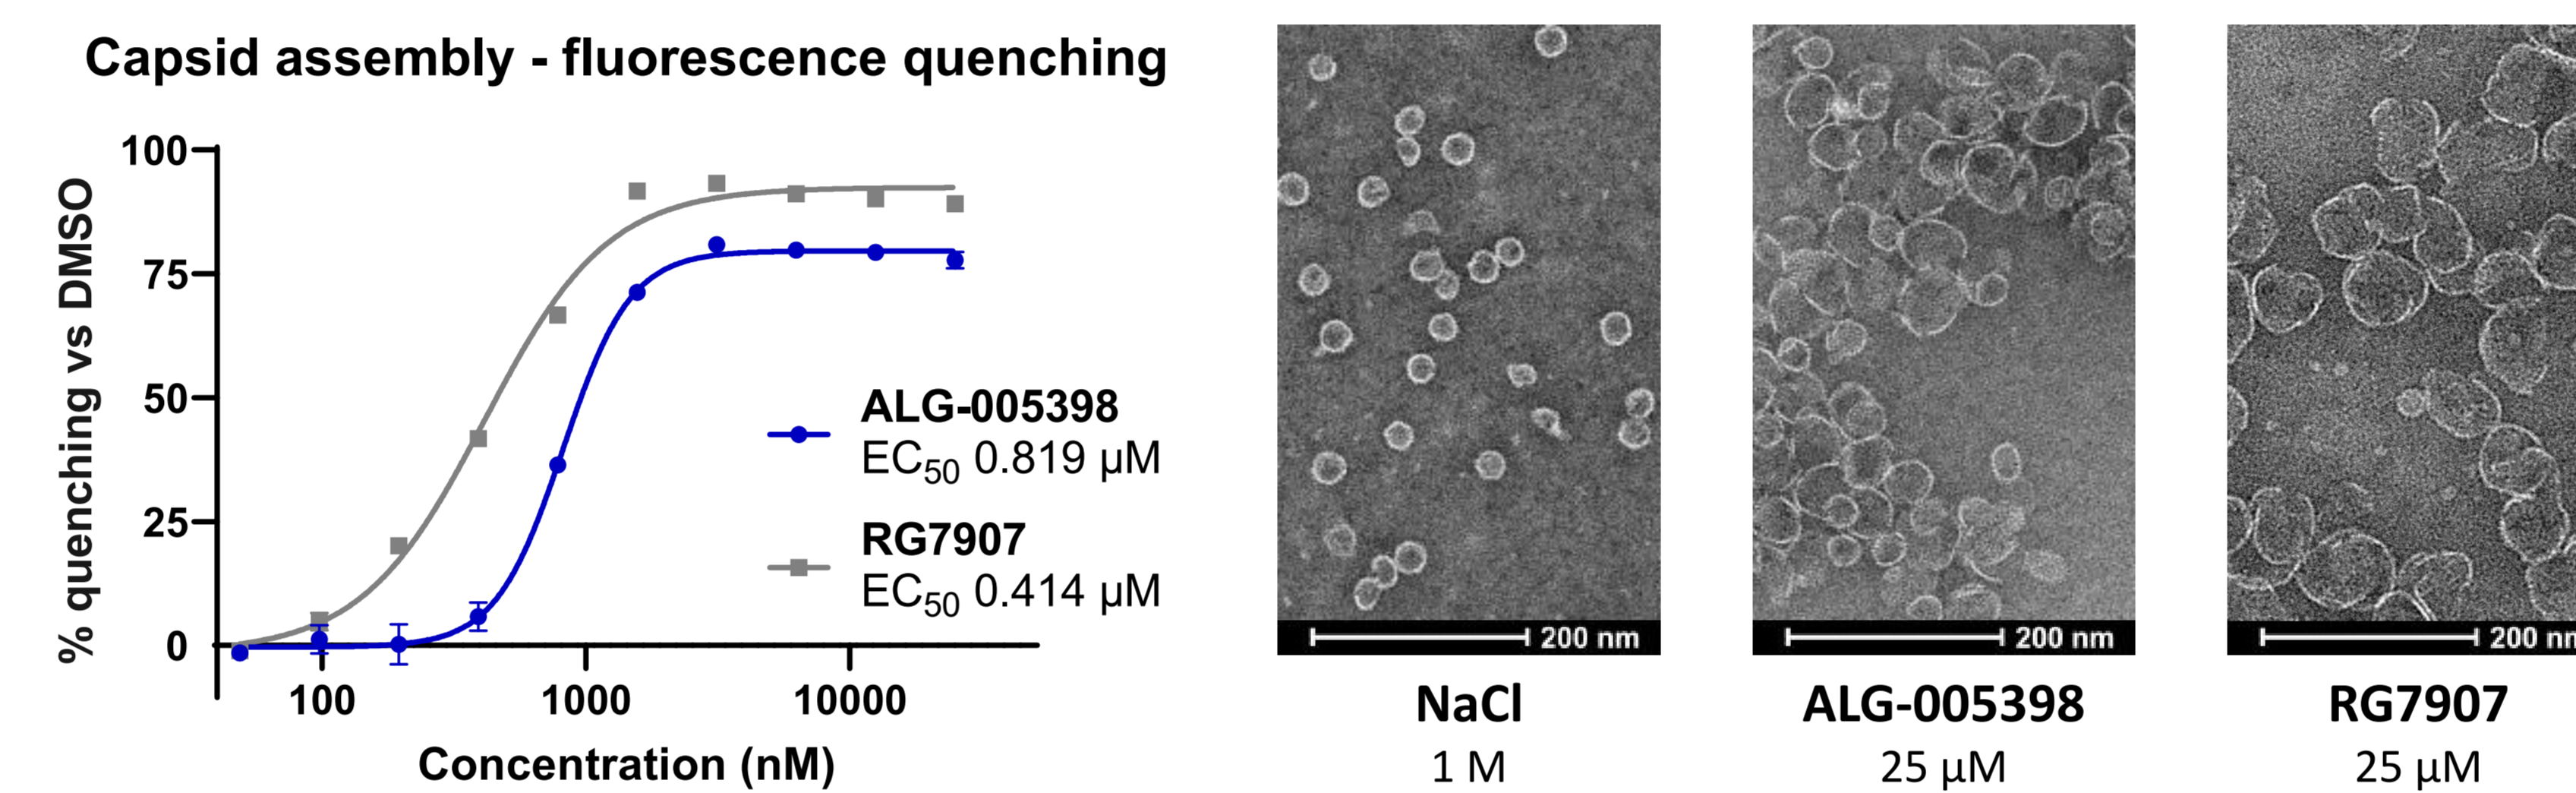 Capsid assembly - fluorescence quenching
% quenching vs DMSO
100
75
50
25
0
100
1000
10000
Concentration (nM)
ALG-005398
EC₅₀ 0.819 µM
RG7907
EC₅₀ 0.414 µM
200 nm
NaCl
1 M
200 nm
ALG-005398
25 µM
200 nm
RG7907
25 µM